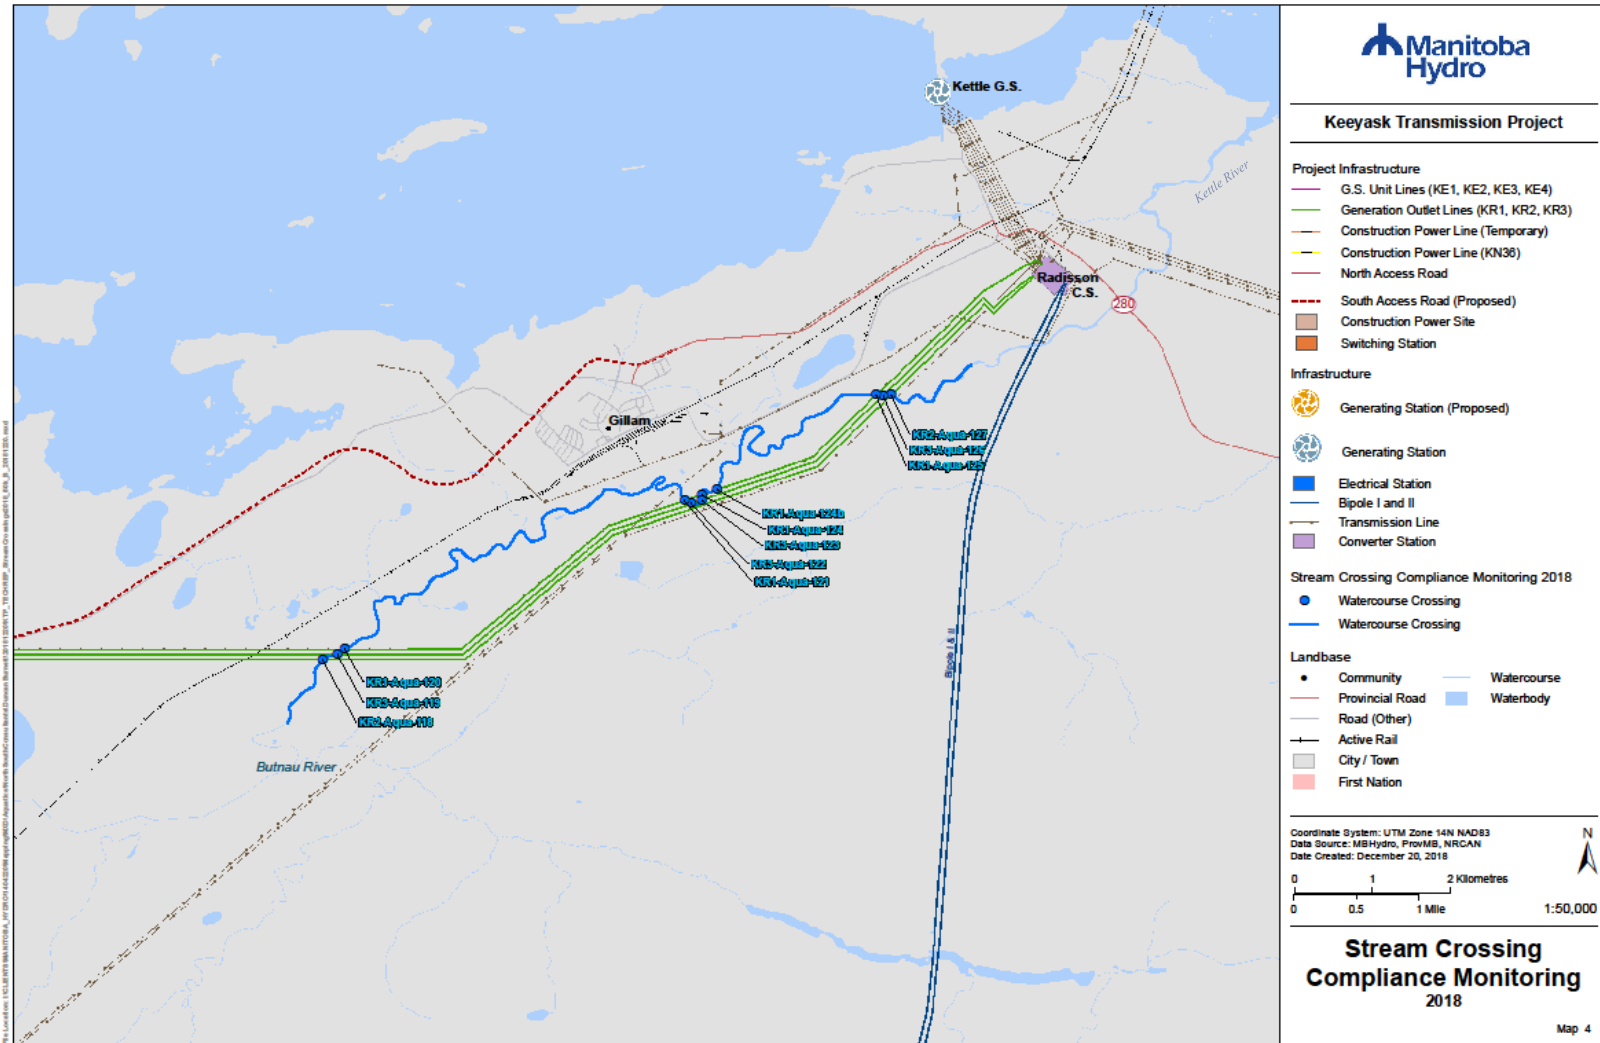 Kettle G.S.
Kettle River
Radisson
C.S.
280
Gillam
KR2-Aqua-127
KR3-Aqua-126
KR1-Aqua-125
KR1-Aqua-124b
KR1-Aqua-124
KR3-Aqua-123
KR3-Aqua-122
KR1-Aqua-121
Bipole I & II
KR1-Aqua-120
KR3-Aqua-119
KR2-Aqua-118
Butnau River
Manitoba
Hydro
Keeyask Transmission Project
Project Infrastructure
G.S. Unit Lines (KE1, KE2, KE3, KE4)
Generation Outlet Lines (KR1, KR2, KR3)
Construction Power Line (Temporary)
Construction Power Line (KN36)
North Access Road
South Access Road (Proposed)
Construction Power Site
Switching Station
Infrastructure
Generating Station (Proposed)
Generating Station
Electrical Station
Bipole I and II
Transmission Line
Converter Station
Stream Crossing Compliance Monitoring 2018
Watercourse Crossing
Watercourse Crossing
Landbase
Community
Watercourse
Provincial Road
Waterbody
Road (Other)
Active Rail
City / Town
First Nation
Coordinate System: UTM Zone 14N NAD83
Data Source: MBHydro, ProvMB, NRCAN
Date Created: December 20, 2018
N
0 1 2 Kilometres
0 0.5 1 Mile
1:50,000
Stream Crossing
Compliance Monitoring
2018
Map 4